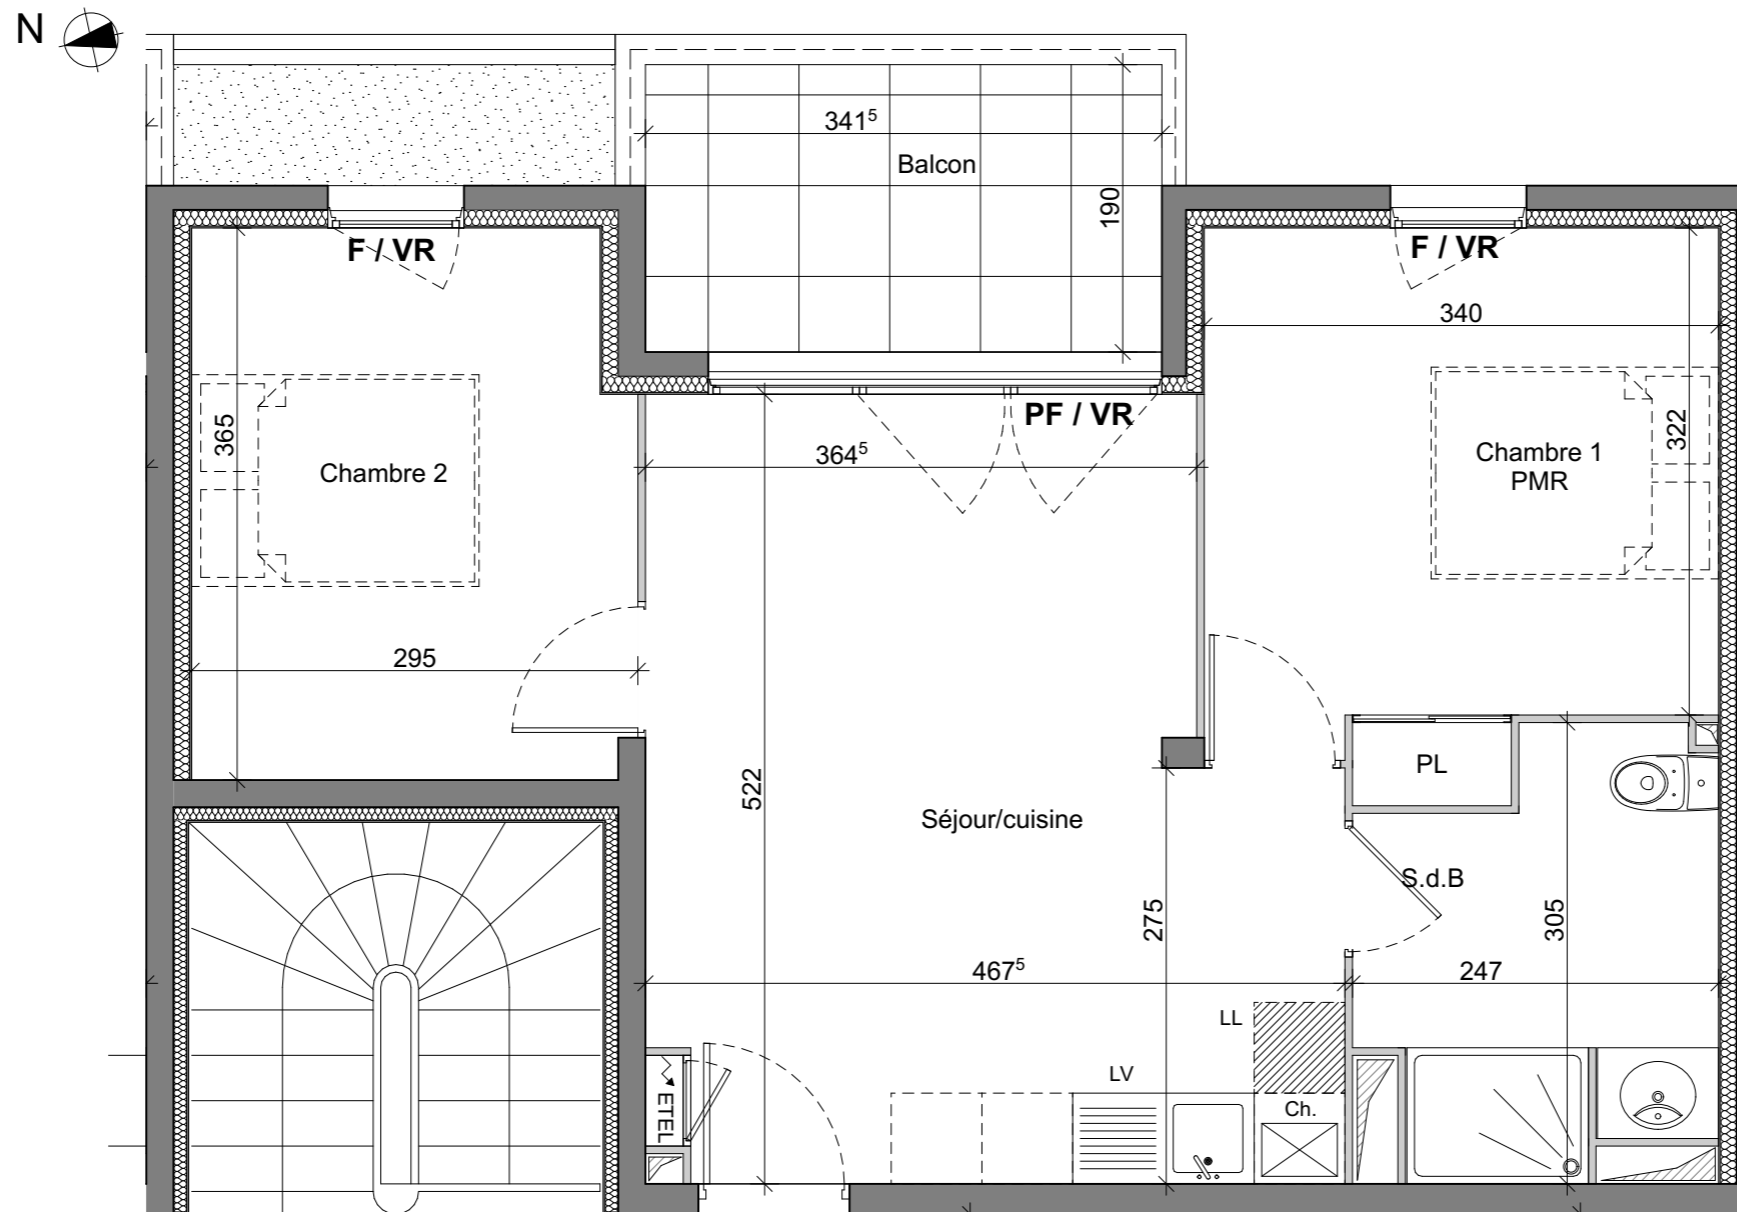 N
341⁵
Balcon
190
F / VR
F / VR
340
PF / VR
365
Chambre 2
364⁵
Chambre 1
PMR
322
295
522
PL
Séjour/cuisine
S.d.B
275
305
467⁵
247
LL
LV
Ch.
ETEL